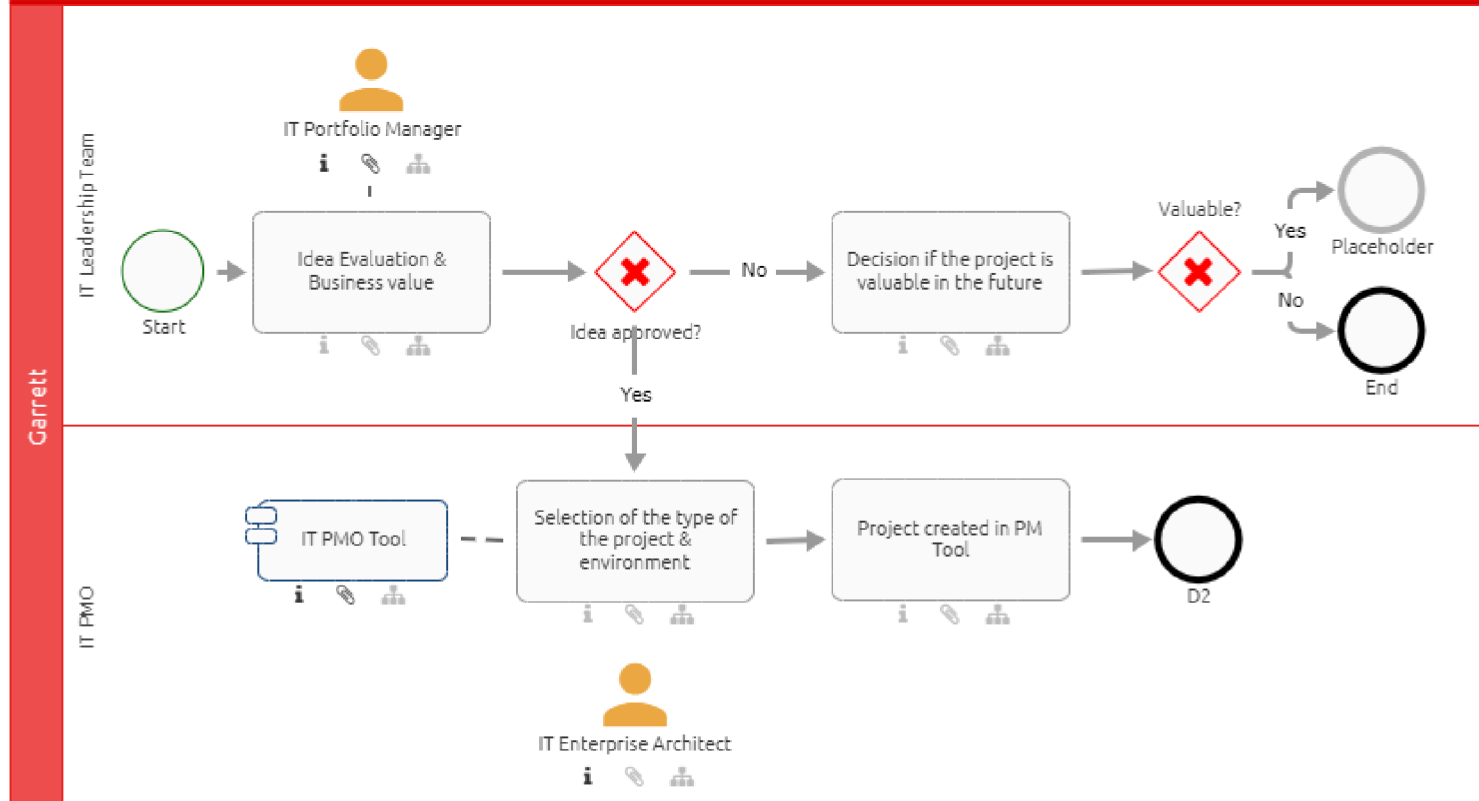 Garrett
IT Leadership Team
IT Portfolio Manager
Start
Idea Evaluation &
Business value
Idea approved?
No
Yes
Decision if the project is
valuable in the future
Valuable?
Yes
Placeholder
No
End
IT PMO
IT PMO Tool
Selection of the type of
the project &
environment
Project created in PM
Tool
D2
IT Enterprise Architect